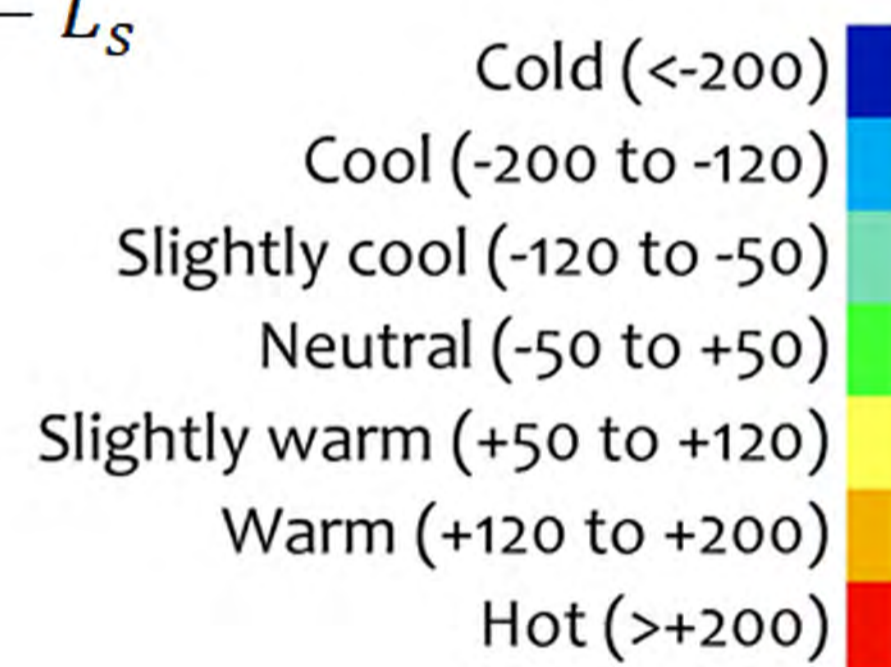 − Ls
Cold (<-200)
Cool (-200 to -120)
Slightly cool (-120 to -50)
Neutral (-50 to +50)
Slightly warm (+50 to +120)
Warm (+120 to +200)
Hot (>+200)